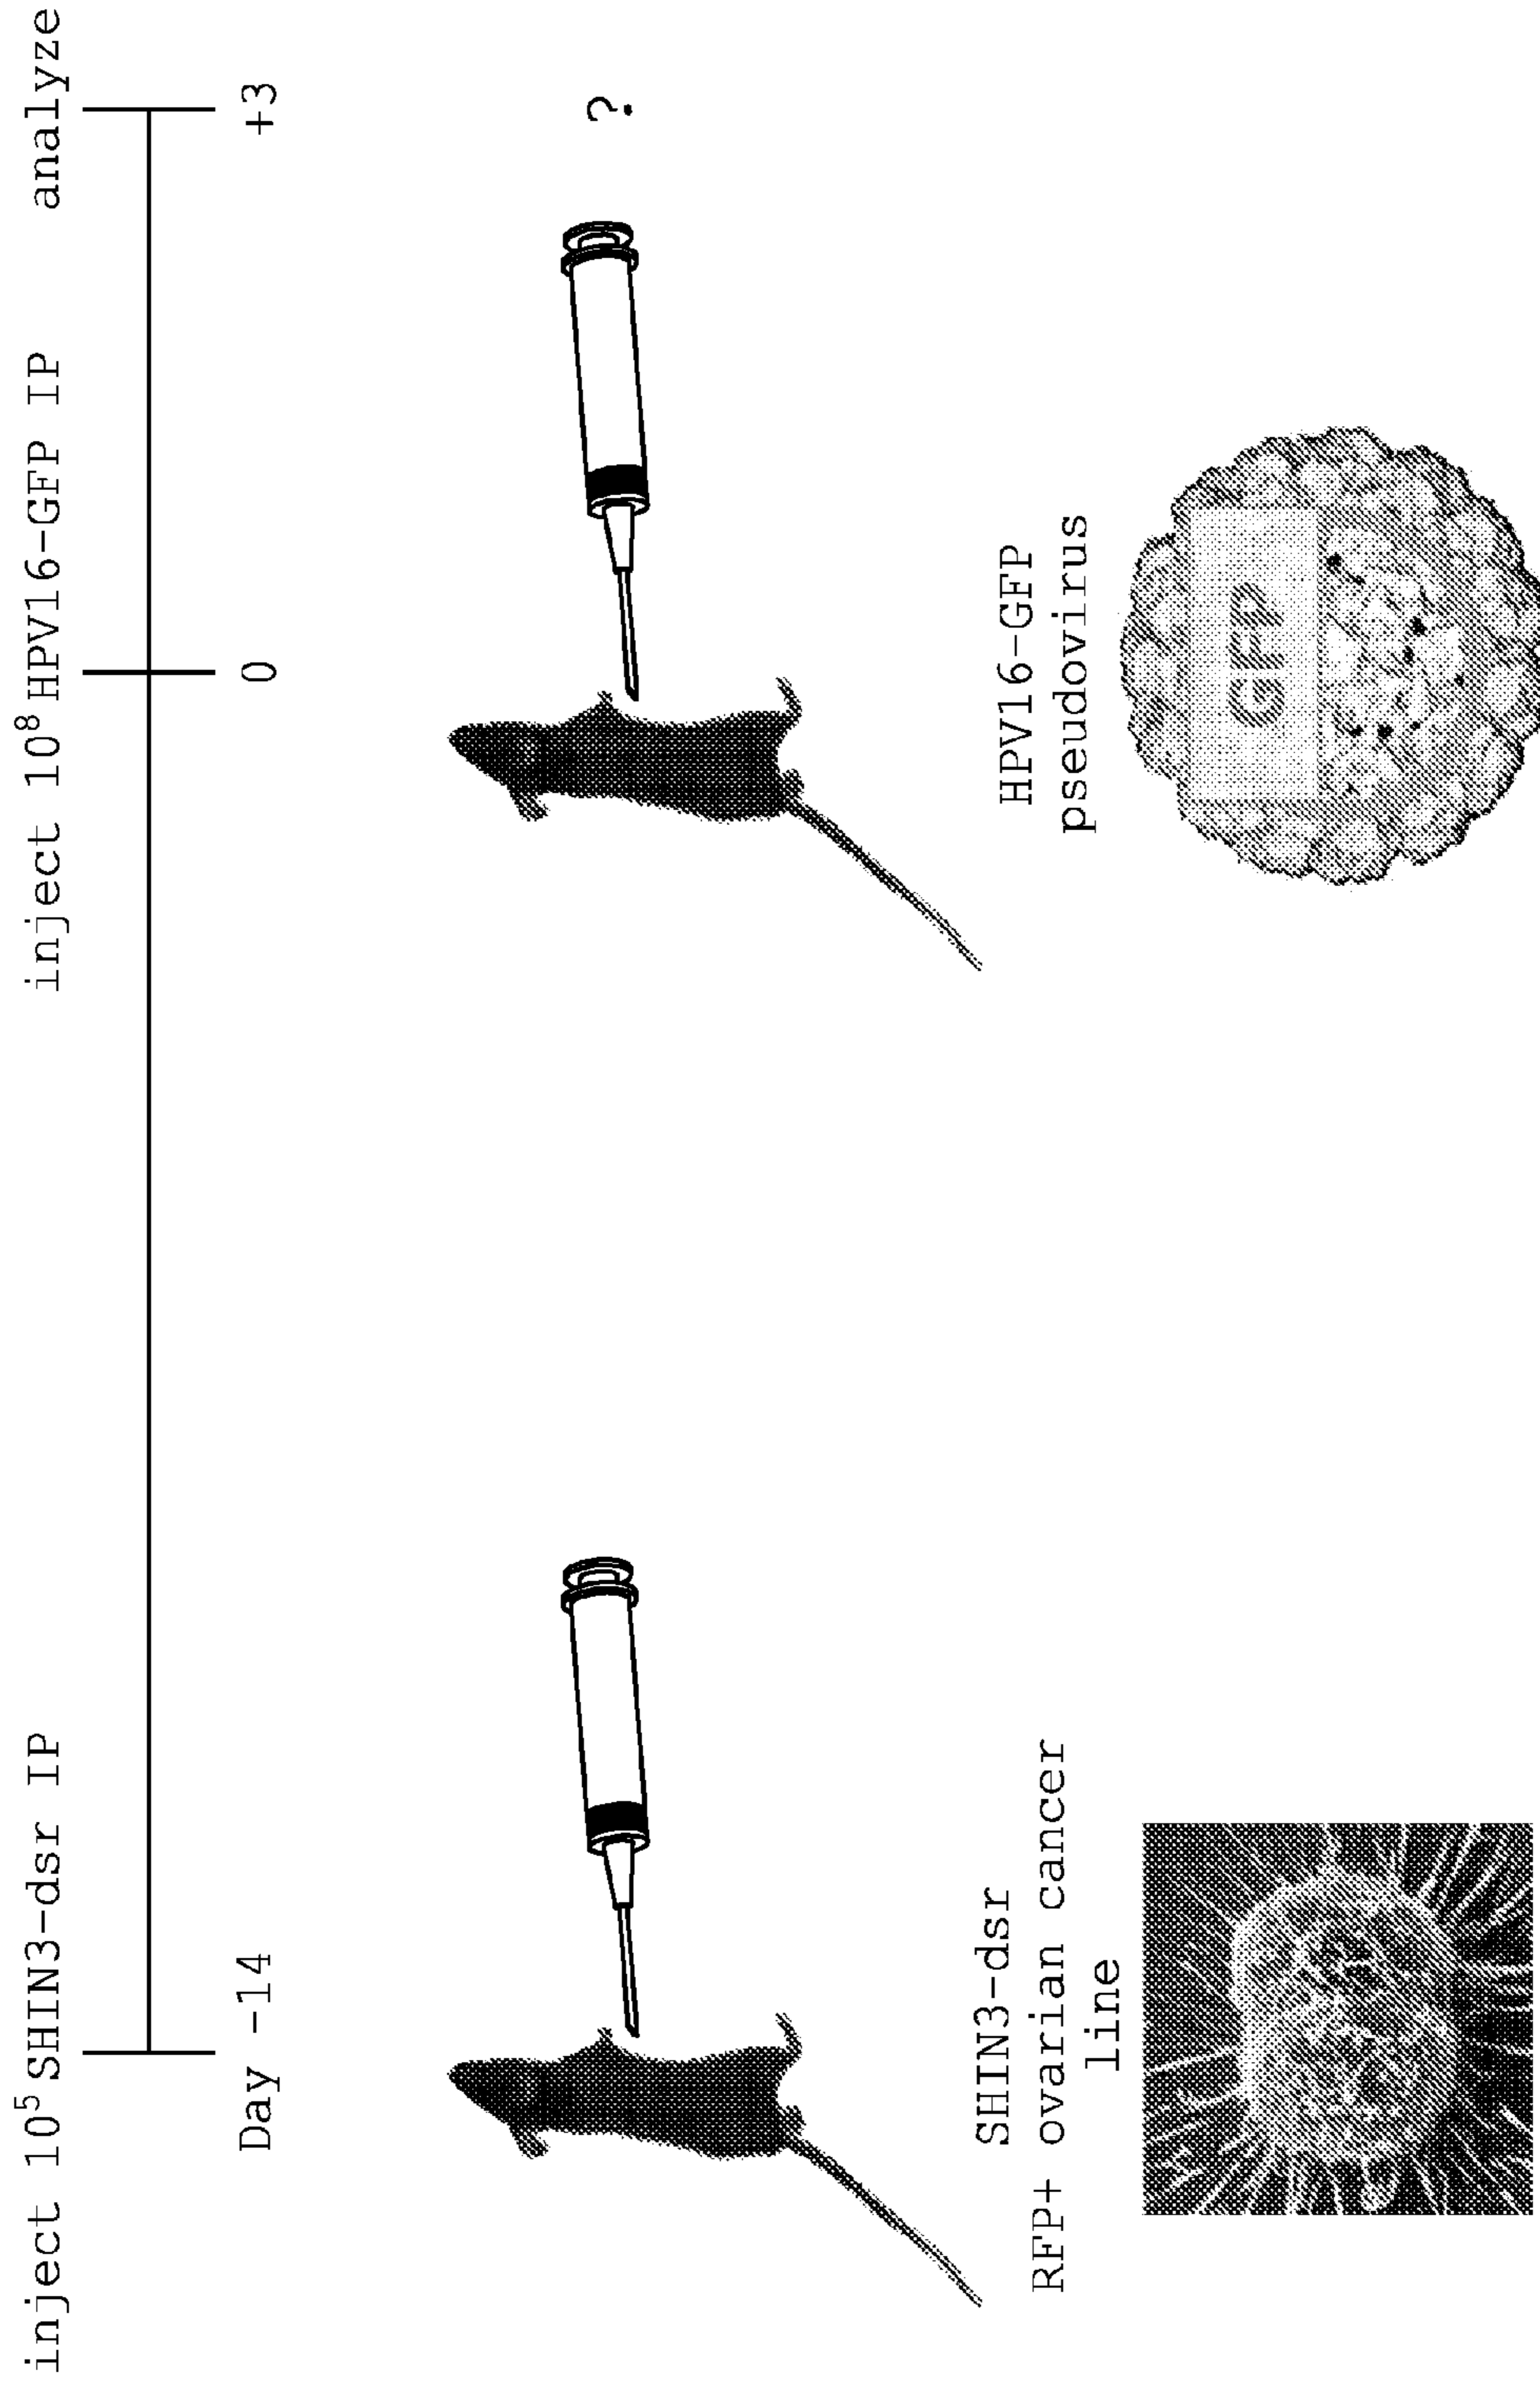 inject 10⁵ SHIN3-dsr IP
inject 10⁸ HPV16-GFP IP
analyze
Day -14
0
+3
?
SHIN3-dsr
RFP+ ovarian cancer
line
HPV16-GFP
pseudovirus
GFP